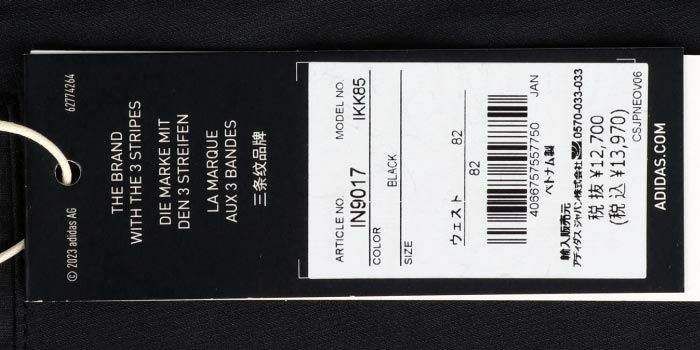 62774264
THE BRAND
WITH THE 3 STRIPES
DIE MARKE MIT
DEN 3 STREIFEN
LA MARQUE
AUX 3 BANDES
三条纹品牌
© 2023 adidas AG
ARTICLE NO. MODEL NO.
IN9017 IKK85
COLOR
BLACK
SIZE
ウェスト 82
82
JAN
4066757557750
ベトナム製
輸入販売元
アディダス ジャパン株式会社 0570-033-033
税 抜 ¥12,700
(税 込 ¥13,970)
CSJPNEOV06
ADIDAS.COM